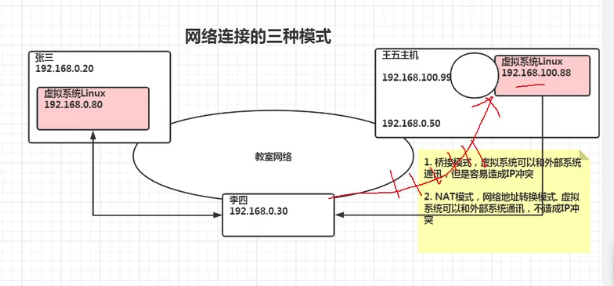 网络连接的三种模式
张三
192.168.0.20
虚拟系统Linux
192.168.0.80
王五主机
192.168.100.99
虚拟系统Linux
192.168.100.88
192.168.0.50
教室网络
李四
192.168.0.30
1. 桥接模式，虚拟系统可以和外部系统
通讯，但是容易造成IP冲突
2. NAT模式，网络地址转换模式, 虚拟
系统可以和外部系统通讯，不造成IP冲
突